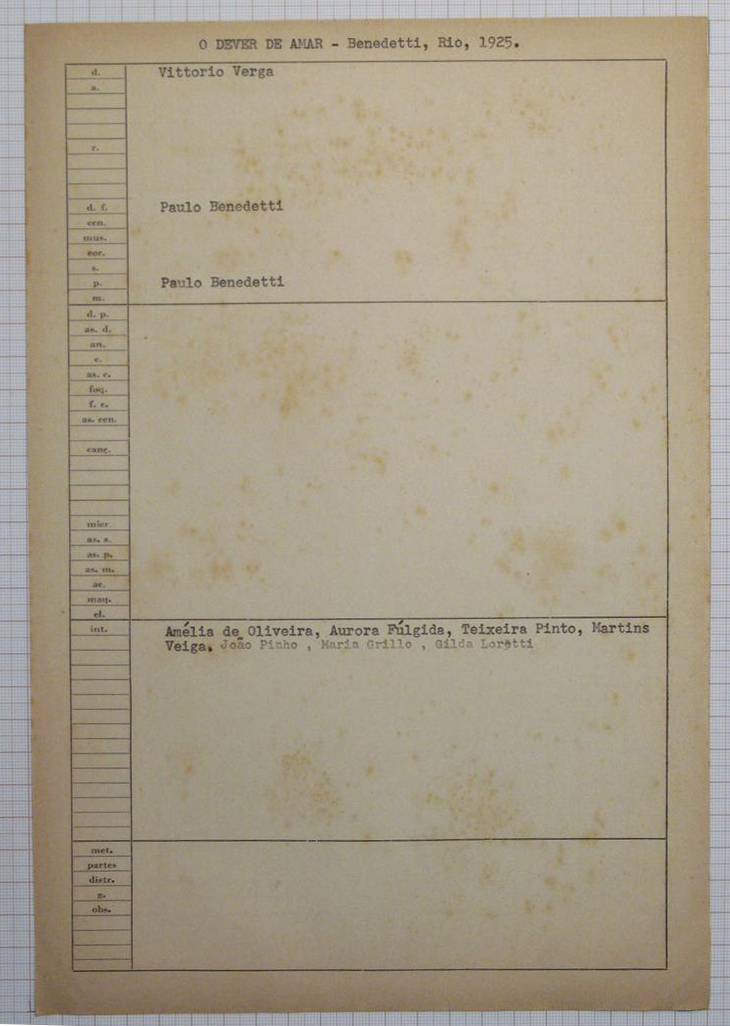 O DEVER DE AMAR - Benedetti, Rio, 1925.
d. Vittorio Verga
a.
r.
d. f. Paulo Benedetti
cen.
mus.
cor.
s.
p. Paulo Benedetti
m.
d. p.
as. d.
an.
c.
as. c.
foq.
f. c.
as. cen.
canç.
micr.
as. s.
as. p.
as. m.
ac.
maq.
el.
int. Amélia de Oliveira, Aurora Fúlgida, Teixeira Pinto, Martins
Veiga, João Pinho , Maria Grillo , Gilda Loretti
met.
partes
distr.
g.
obs.